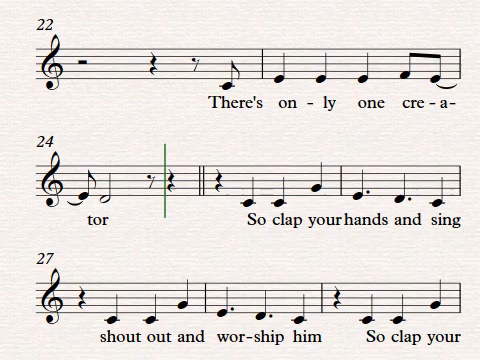 22
There's on - ly one cre - a-
24
tor So clap your hands and sing
27
shout out and wor-ship him So clap your